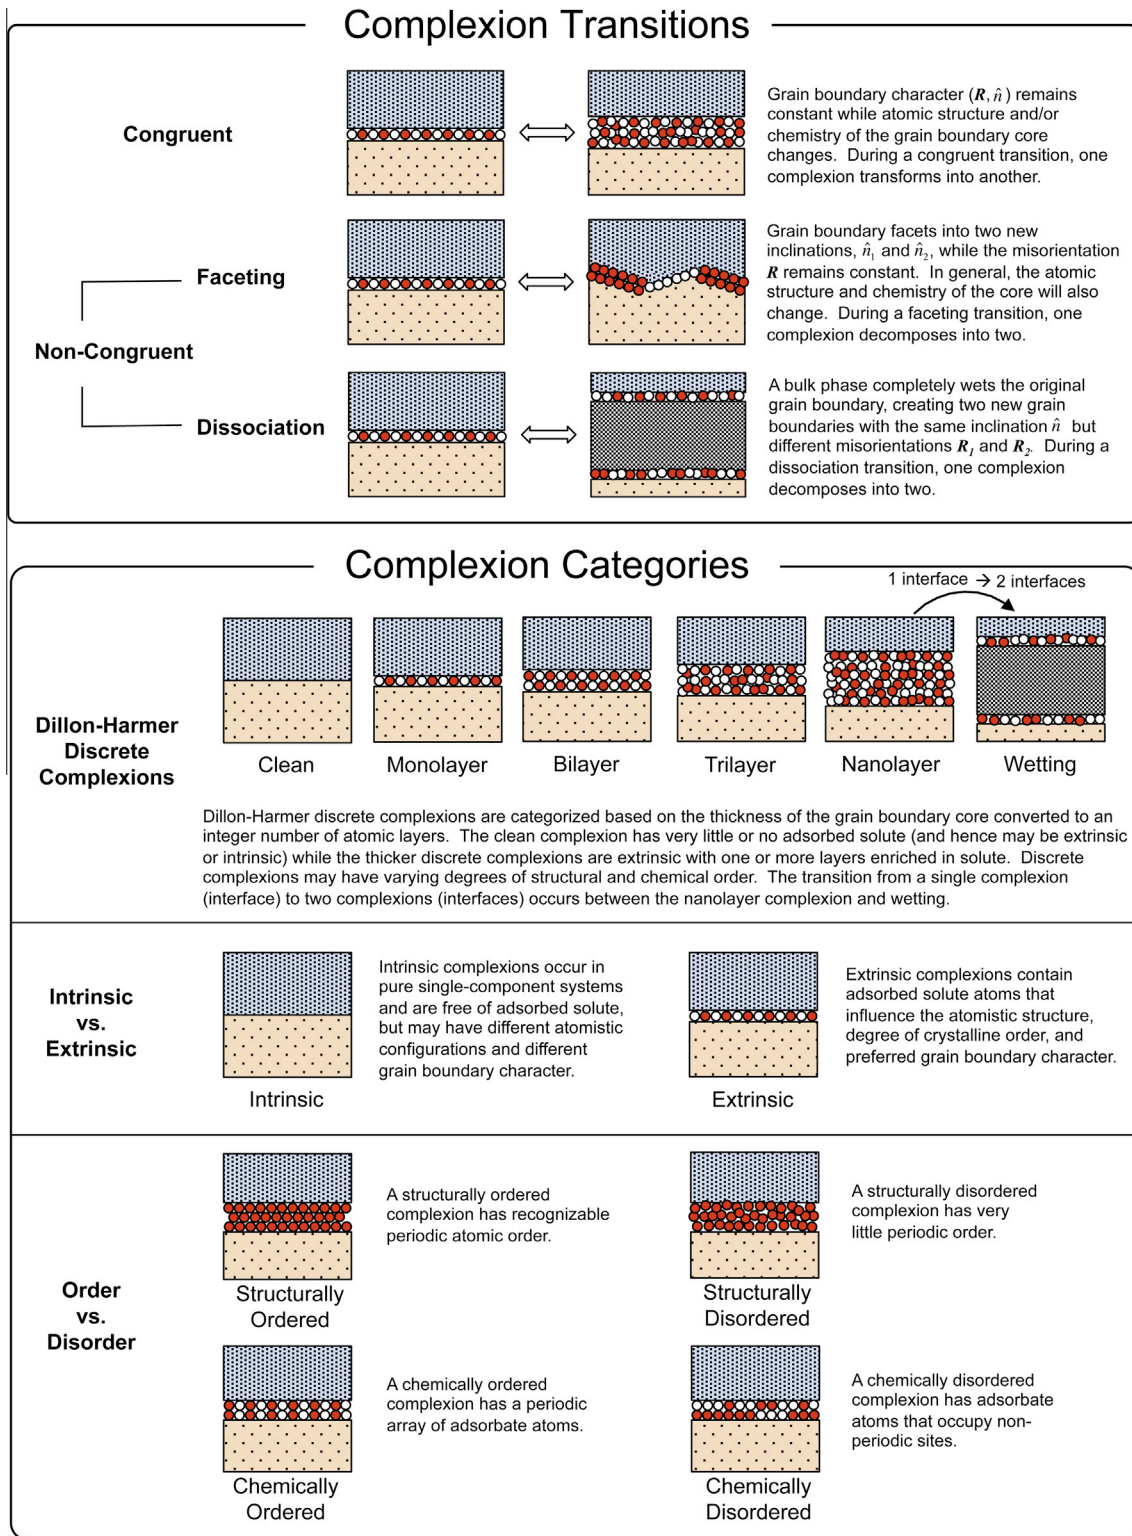 Complexion Transitions
Congruent
Grain boundary character (R, n̂) remains
constant while atomic structure and/or
chemistry of the grain boundary core
changes. During a congruent transition, one
complexion transforms into another.
Non-Congruent
Faceting
Grain boundary facets into two new
inclinations, n̂₁ and n̂₂, while the misorientation
R remains constant. In general, the atomic
structure and chemistry of the core will also
change. During a faceting transition, one
complexion decomposes into two.
Dissociation
A bulk phase completely wets the original
grain boundary, creating two new grain
boundaries with the same inclination n̂ but
different misorientations R₁ and R₂. During a
dissociation transition, one complexion
decomposes into two.
Complexion Categories
1 interface → 2 interfaces
Dillon-Harmer
Discrete
Complexions
Clean
Monolayer
Bilayer
Trilayer
Nanolayer
Wetting
Dillon-Harmer discrete complexions are categorized based on the thickness of the grain boundary core converted to an
integer number of atomic layers. The clean complexion has very little or no adsorbed solute (and hence may be extrinsic
or intrinsic) while the thicker discrete complexions are extrinsic with one or more layers enriched in solute. Discrete
complexions may have varying degrees of structural and chemical order. The transition from a single complexion
(interface) to two complexions (interfaces) occurs between the nanolayer complexion and wetting.
Intrinsic
vs.
Extrinsic
Intrinsic
Intrinsic complexions occur in
pure single-component systems
and are free of adsorbed solute,
but may have different atomistic
configurations and different
grain boundary character.
Extrinsic
Extrinsic complexions contain
adsorbed solute atoms that
influence the atomistic structure,
degree of crystalline order, and
preferred grain boundary character.
Order
vs.
Disorder
Structurally
Ordered
A structurally ordered
complexion has recognizable
periodic atomic order.
Structurally
Disordered
A structurally disordered
complexion has very
little periodic order.
Chemically
Ordered
A chemically ordered
complexion has a periodic
array of adsorbate atoms.
Chemically
Disordered
A chemically disordered
complexion has adsorbate
atoms that occupy non-
periodic sites.